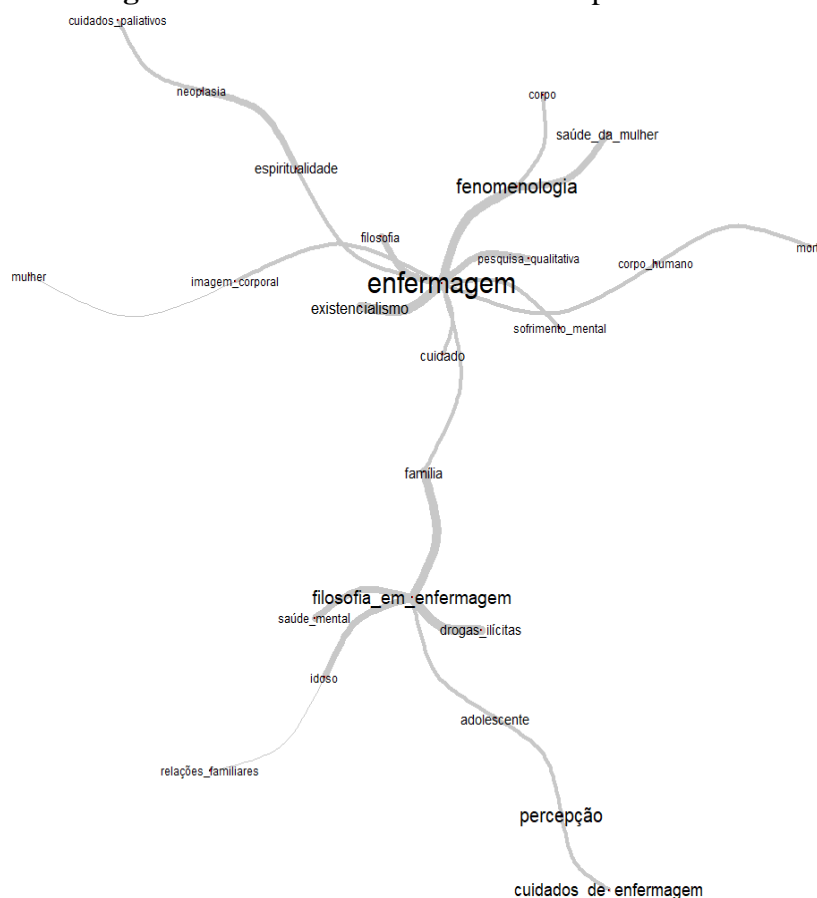 cuidados_paliativos
neoplasia
corpo
saúde_da_mulher
espiritualidade
fenomenologia
filosofia
pesquisa_qualitativa
corpo_humano
mort
mulher
imagem_corporal
enfermagem
existencialismo
sofrimento_mental
cuidado
família
filosofia_em_enfermagem
saúde_mental
drogas_ilícitas
idoso
adolescente
relações_familiares
percepção
cuidados_de_enfermagem